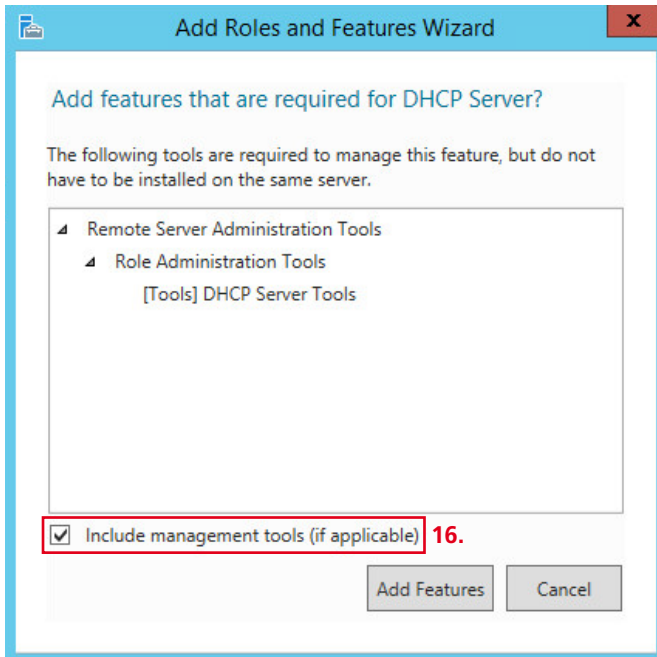 Add Roles and Features Wizard
x
Add features that are required for DHCP Server?
The following tools are required to manage this feature, but do not
have to be installed on the same server.
Remote Server Administration Tools
Role Administration Tools
[Tools] DHCP Server Tools
Include management tools (if applicable) 16.
Add Features Cancel